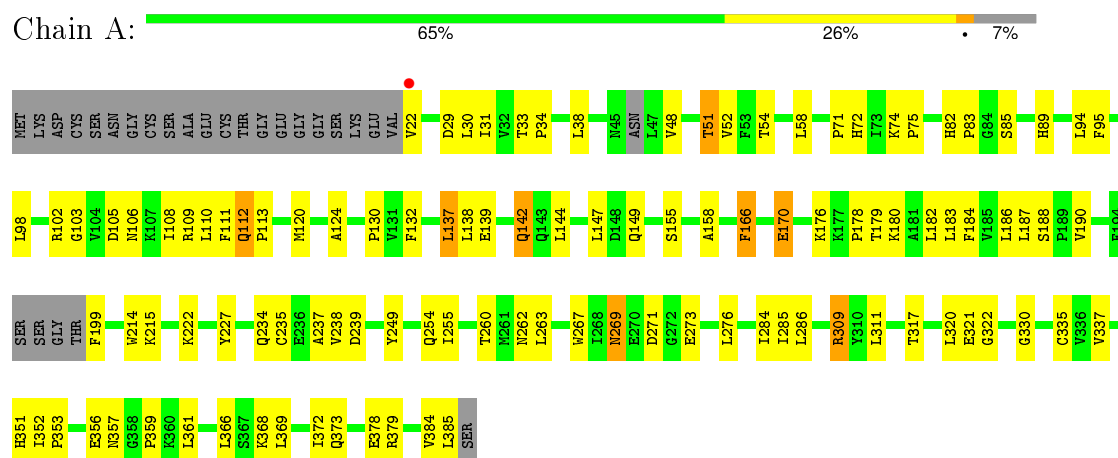 Chain A:
65% 26% • 7%
MET LYS ASP CYS SER ASN GLY CYS SER ALA GLU CYS THR GLY GLU GLY GLY SER LYS GLU VAL V22 D29 L30 L31 V32 T33 P34 L38 N45 ASN L47 V48 T51 V52 F53 T54 L58 P71 H72 I73 K74 P75 H82 P83 G84 S85 H89 L94 F95
L98 R102 G103 V104 D105 N106 K107 I108 R109 L110 F111 Q112 P113 M120 A124 P130 V131 F132 L137 L138 E139 Q142 Q143 L144 L147 D148 Q149 S155 A158 F166 E170 K176 K177 P178 T179 K180 A181 L182 L183 F184 V185 L186 L187 S188 P189 V190
SER SER GLY THR F199 W214 K215 K222 Y227 Q234 C235 E236 A237 V238 D239 Y249 Q254 I255 T260 M261 N262 L263 W267 I268 N269 E270 D271 G272 E273 L276 I284 I285 L286 R309 Y310 L311 T317 L320 E321 G322 G330 C335 V336 V337
H351 I352 P353 E356 N357 G358 P359 K360 L361 L366 S367 K368 L369 I372 Q373 E378 R379 V384 L385 SER